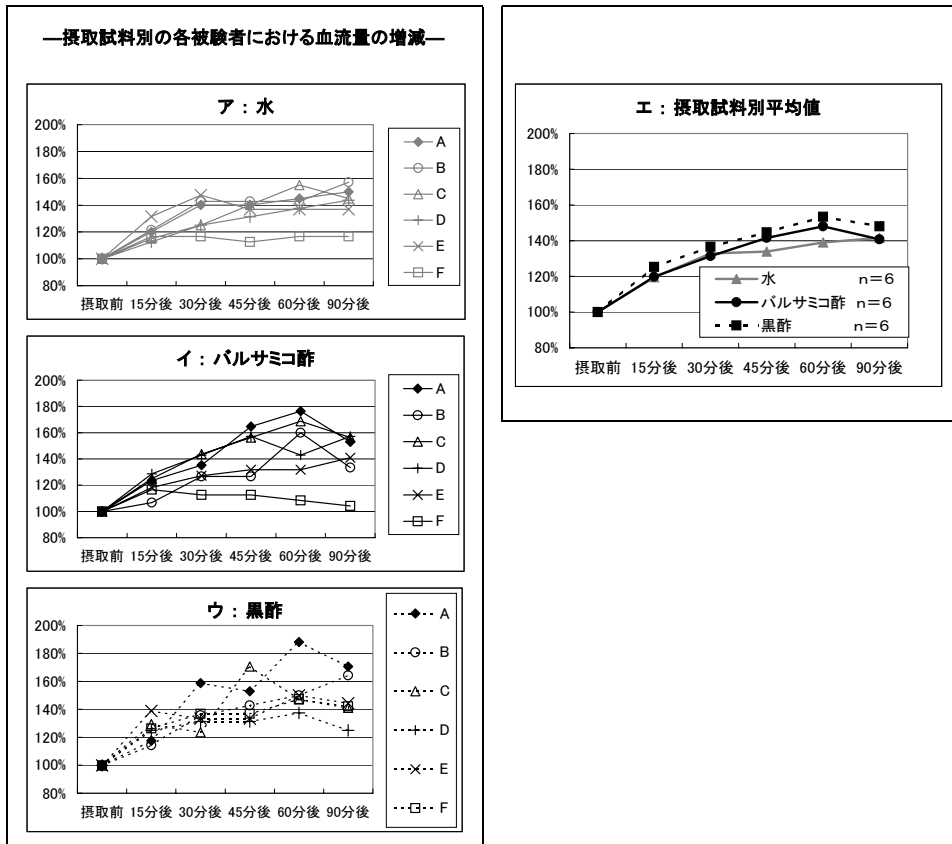 ―摂取試料別の各被験者における血流量の増減―
ア：水
200%
180%
160%
140%
120%
100%
80%
摂取前 15分後 30分後 45分後 60分後 90分後
A
B
C
D
E
F
イ：バルサミコ酢
200%
180%
160%
140%
120%
100%
80%
摂取前 15分後 30分後 45分後 60分後 90分後
A
B
C
D
E
F
ウ：黒酢
200%
180%
160%
140%
120%
100%
80%
摂取前 15分後 30分後 45分後 60分後 90分後
A
B
C
D
E
F
エ：摂取試料別平均値
200%
180%
160%
140%
120%
100%
80%
水 n＝6
バルサミコ酢 n＝6
黒酢 n＝6
摂取前 15分後 30分後 45分後 60分後 90分後